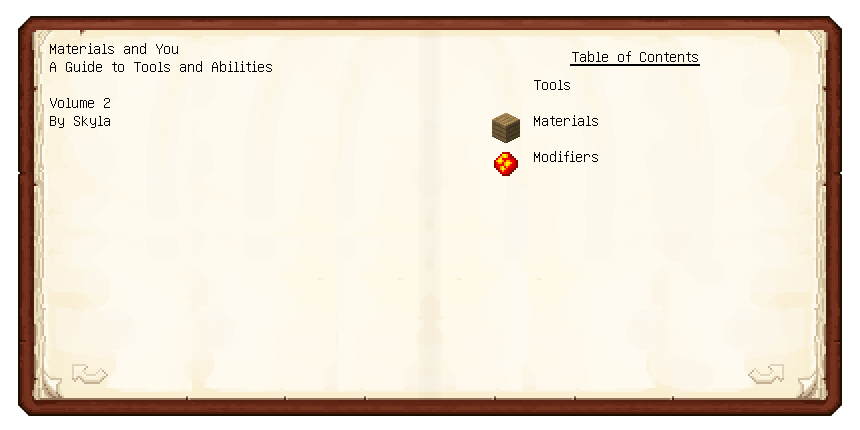 Materials and You
A Guide to Tools and Abilities
Volume 2
By Skyla
Table of Contents
Tools
Materials
Modifiers